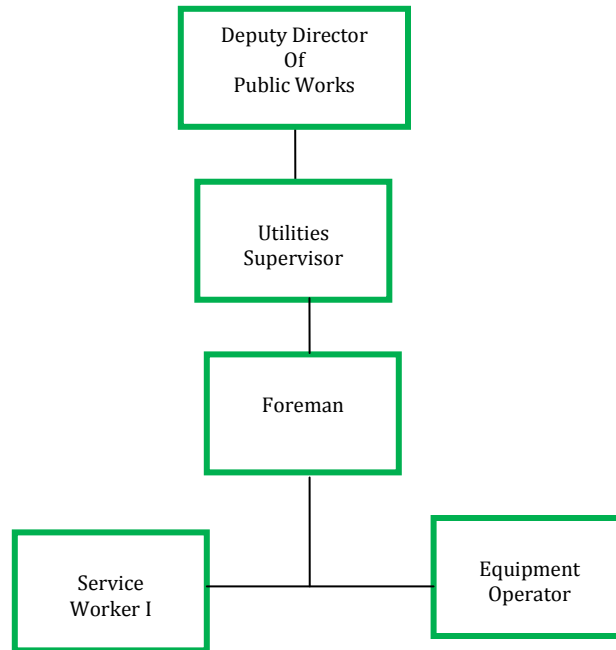 Deputy Director
Of
Public Works
Utilities
Supervisor
Foreman
Service
Worker I
Equipment
Operator